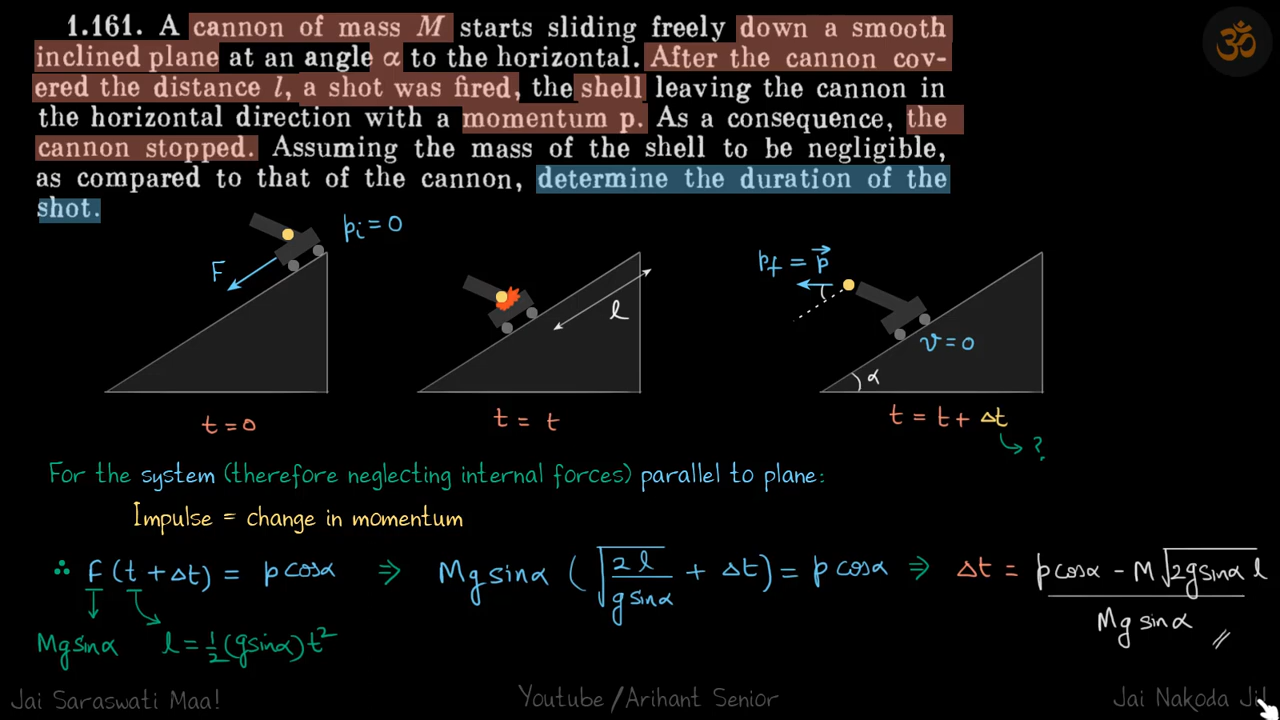 1.161. A cannon of mass M starts sliding freely down a smooth
inclined plane at an angle α to the horizontal. After the cannon cov-
ered the distance l, a shot was fired, the shell leaving the cannon in
the horizontal direction with a momentum p. As a consequence, the
cannon stopped. Assuming the mass of the shell to be negligible,
as compared to that of the cannon, determine the duration of the
shot.
ॐ
F
pi = 0
l
pf = p⃗
v = 0
α
t = 0
t = t
t = t + Δt
?
For the system (therefore neglecting internal forces) parallel to plane:
Impulse = change in momentum
∴ F (t + Δt) = p cosα ⇒ Mg sinα (√(2l/g sinα) + Δt) = p cosα ⇒ Δt = (p cosα - M√(2g sinα l))/(Mg sinα) //
Mg sinα l = ½(g sinα) t²
Jai Saraswati Maa! Youtube /Arihant Senior Jai Nakoda Ji!